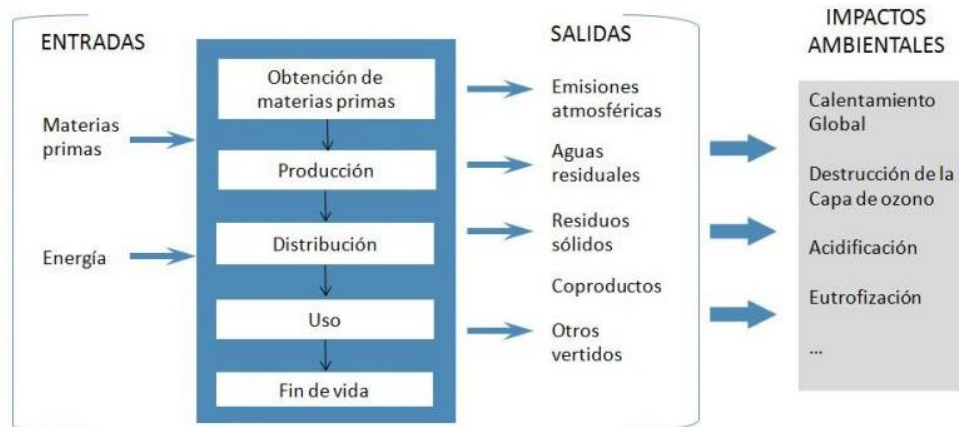 ENTRADAS
Materias
primas
Energía
Obtención de
materias primas
Producción
Distribución
Uso
Fin de vida
SALIDAS
Emisiones
atmosféricas
Aguas
residuales
Residuos
sólidos
Coproductos
Otros
vertidos
IMPACTOS
AMBIENTALES
Calentamiento
Global
Destrucción de la
Capa de ozono
Acidificación
Eutrofización
...